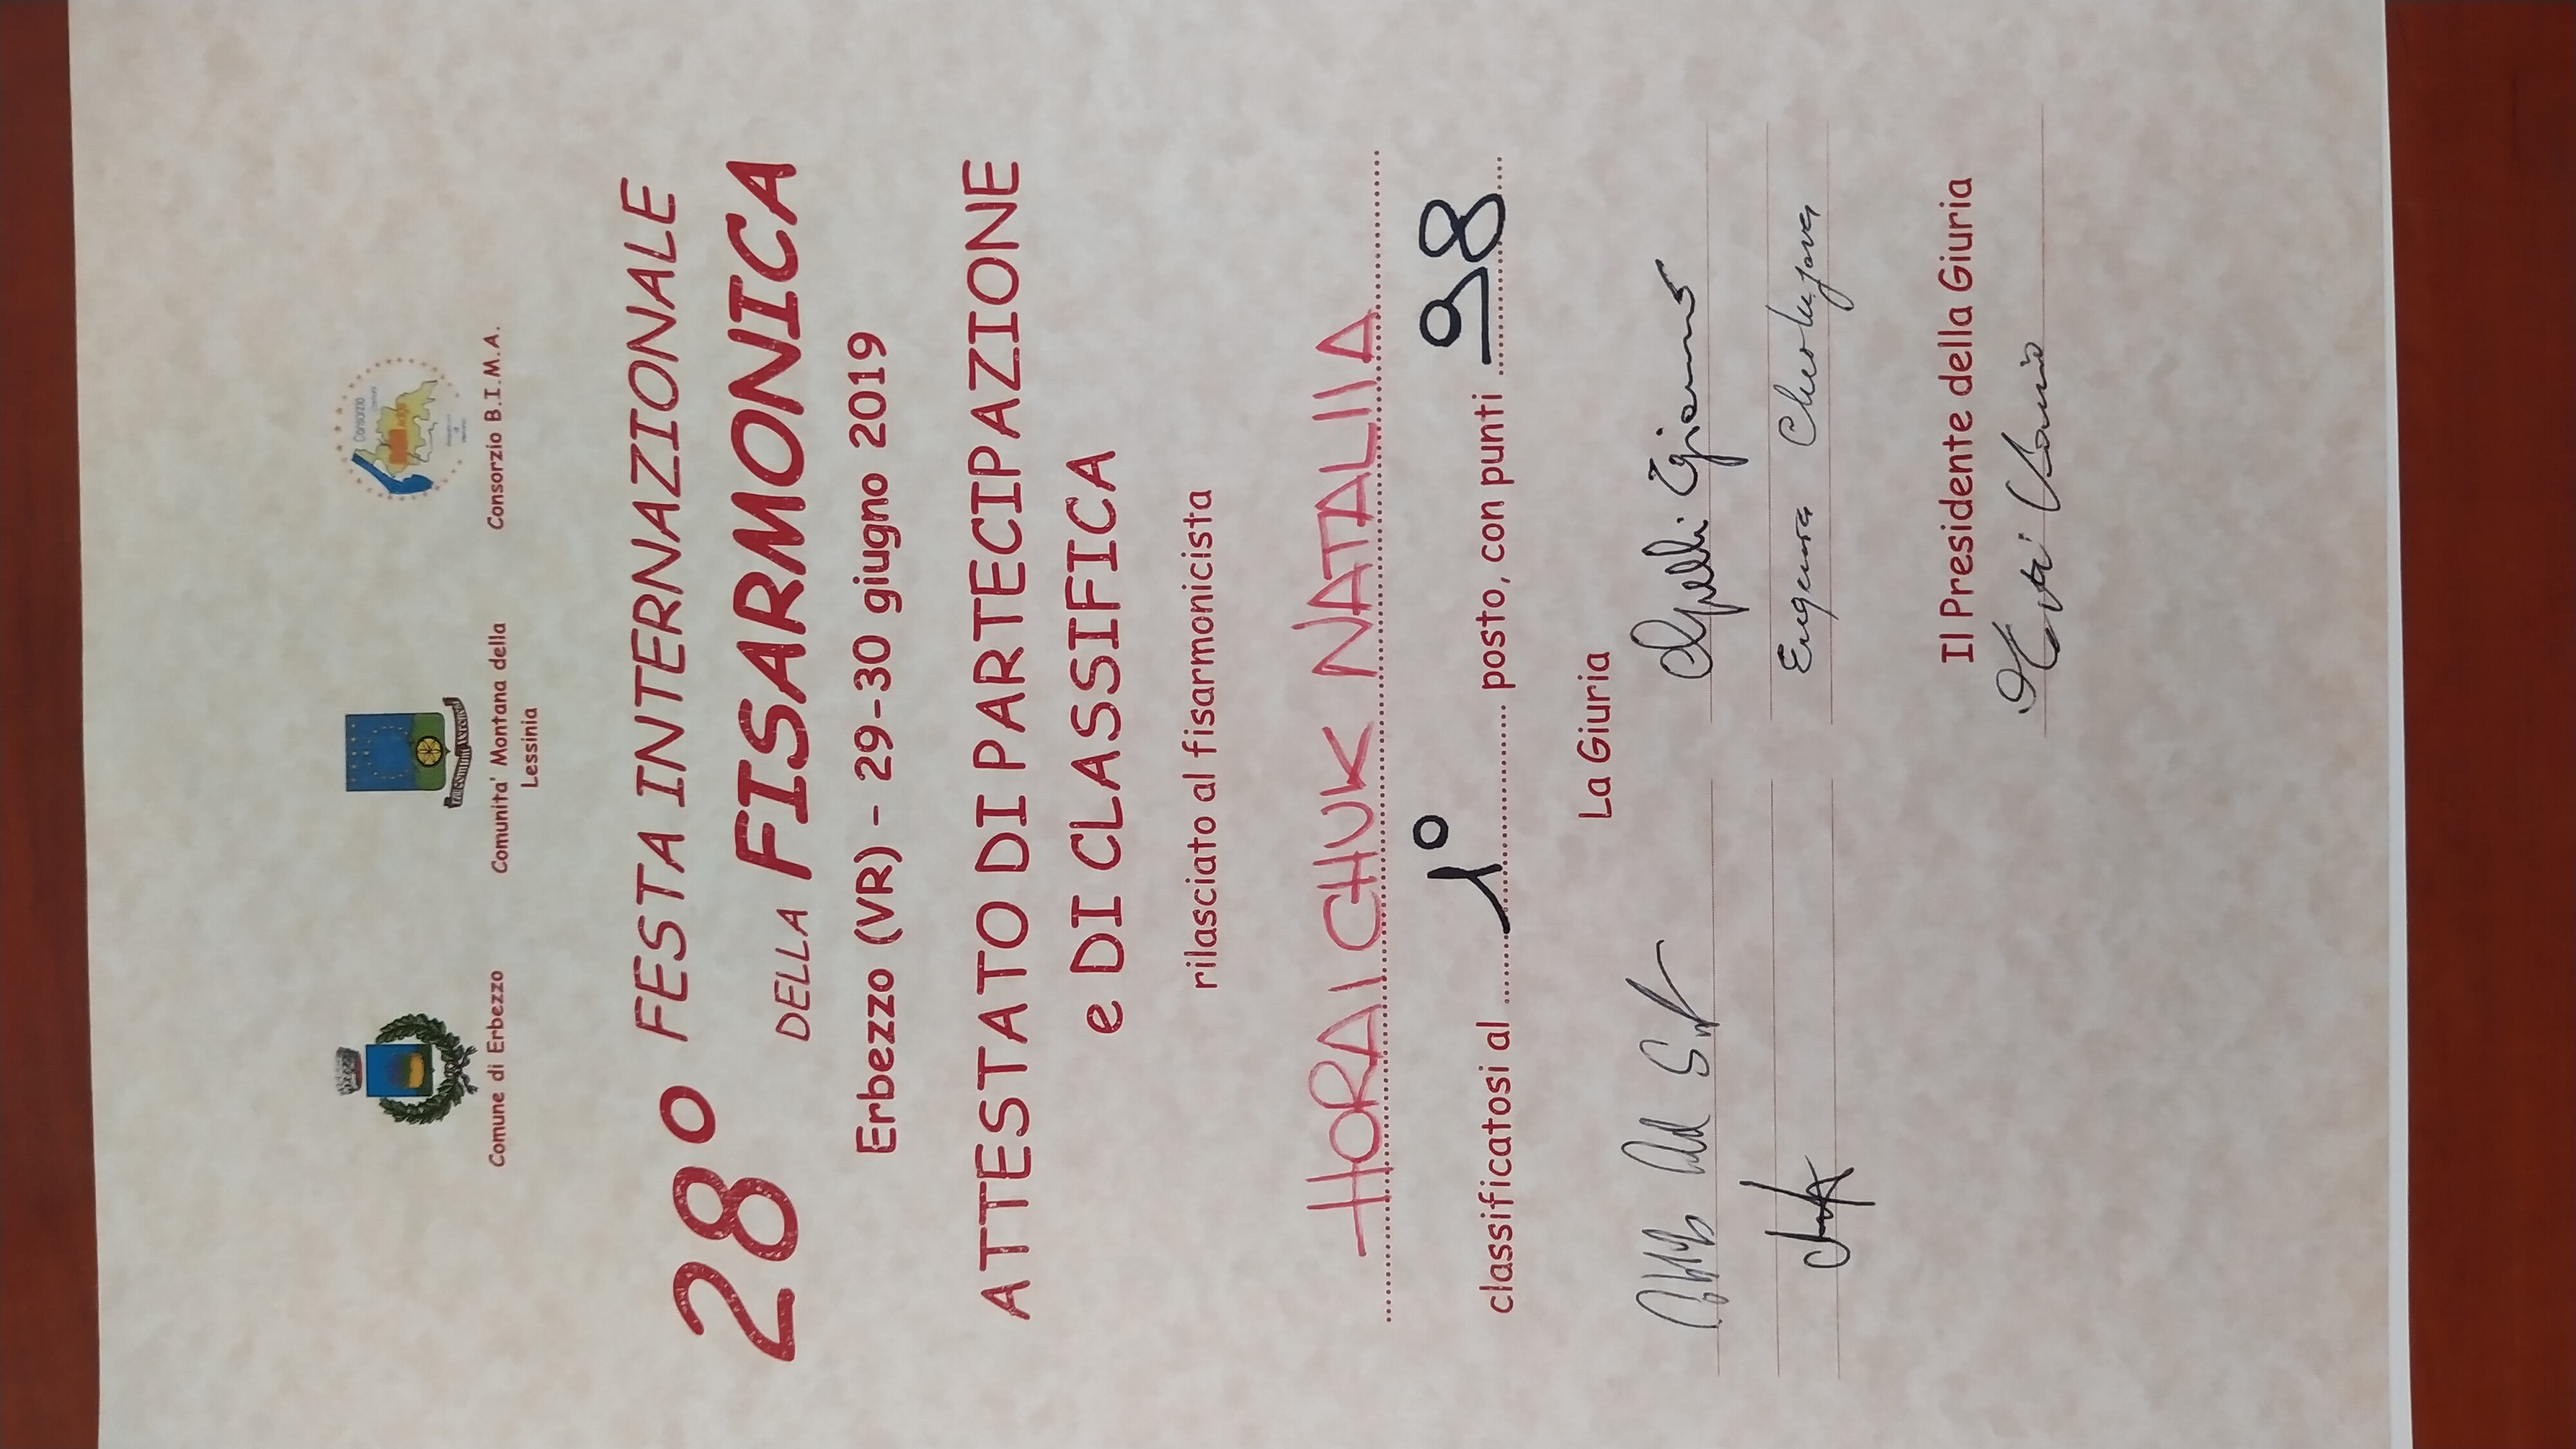 Comune di Erbezzo
Comunita' Montana della
Lessinia
Consorzio B.I.M.A.
28° FESTA INTERNAZIONALE
DELLA FISARMONICA
Erbezzo (VR) - 29-30 giugno 2019
ATTESTATO DI PARTECIPAZIONE
e DI CLASSIFICA
rilasciato al fisarmonicista
HORAICHUK NATALIIA
classificatosi al 1° posto, con punti 98
La Giuria
Il Presidente della Giuria